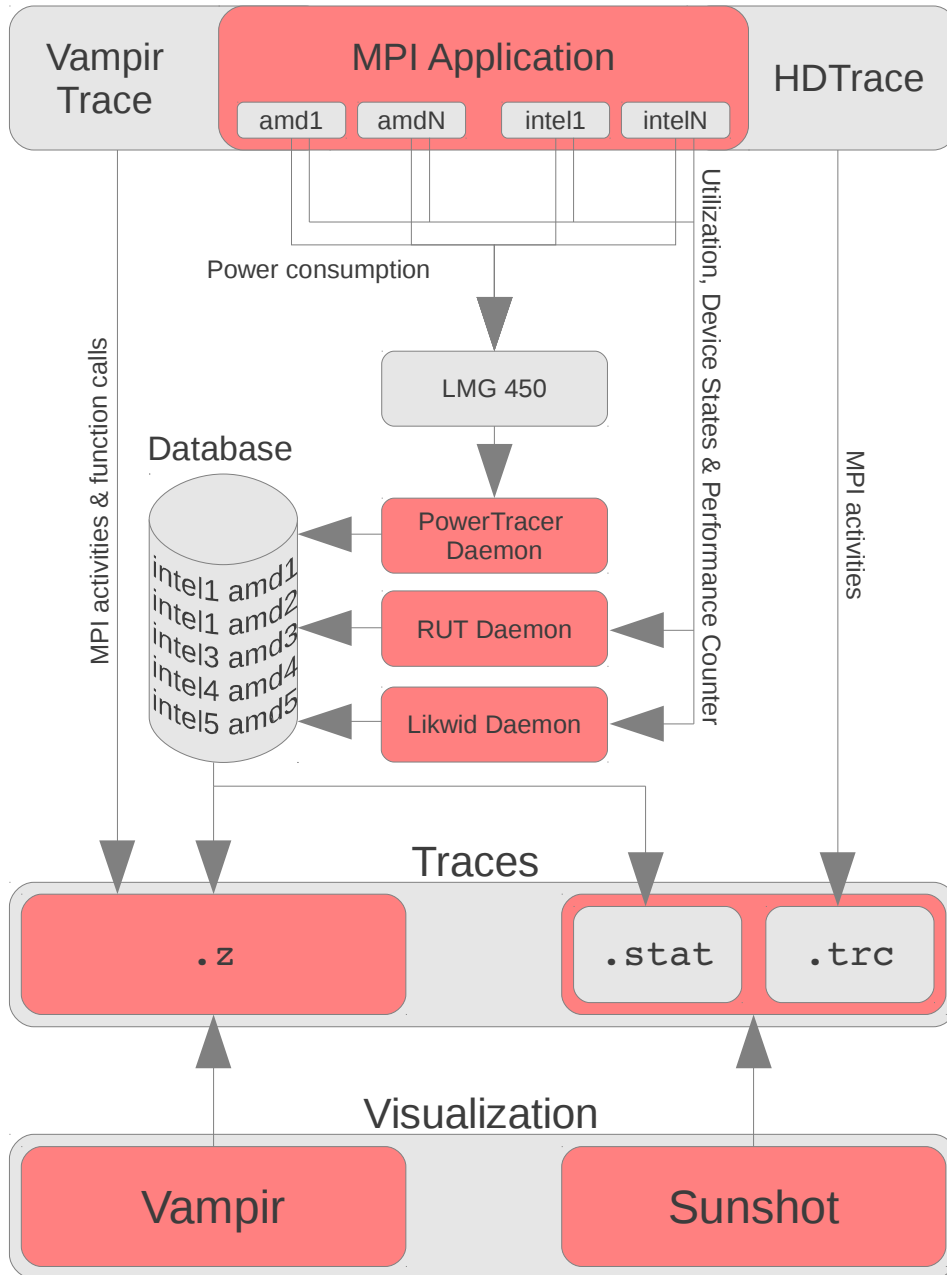 Vampir
Trace
MPI Application
HDTrace
amd1
amdN
intel1
intelN
Power consumption
Utilization, Device States & Performance Counter
MPI activities & function calls
MPI activities
LMG 450
Database
PowerTracer
Daemon
intel1 amd1
intel1 amd2
intel3 amd3
intel4 amd4
intel5 amd5
RUT Daemon
Likwid Daemon
Traces
.z
.stat
.trc
Visualization
Vampir
Sunshot